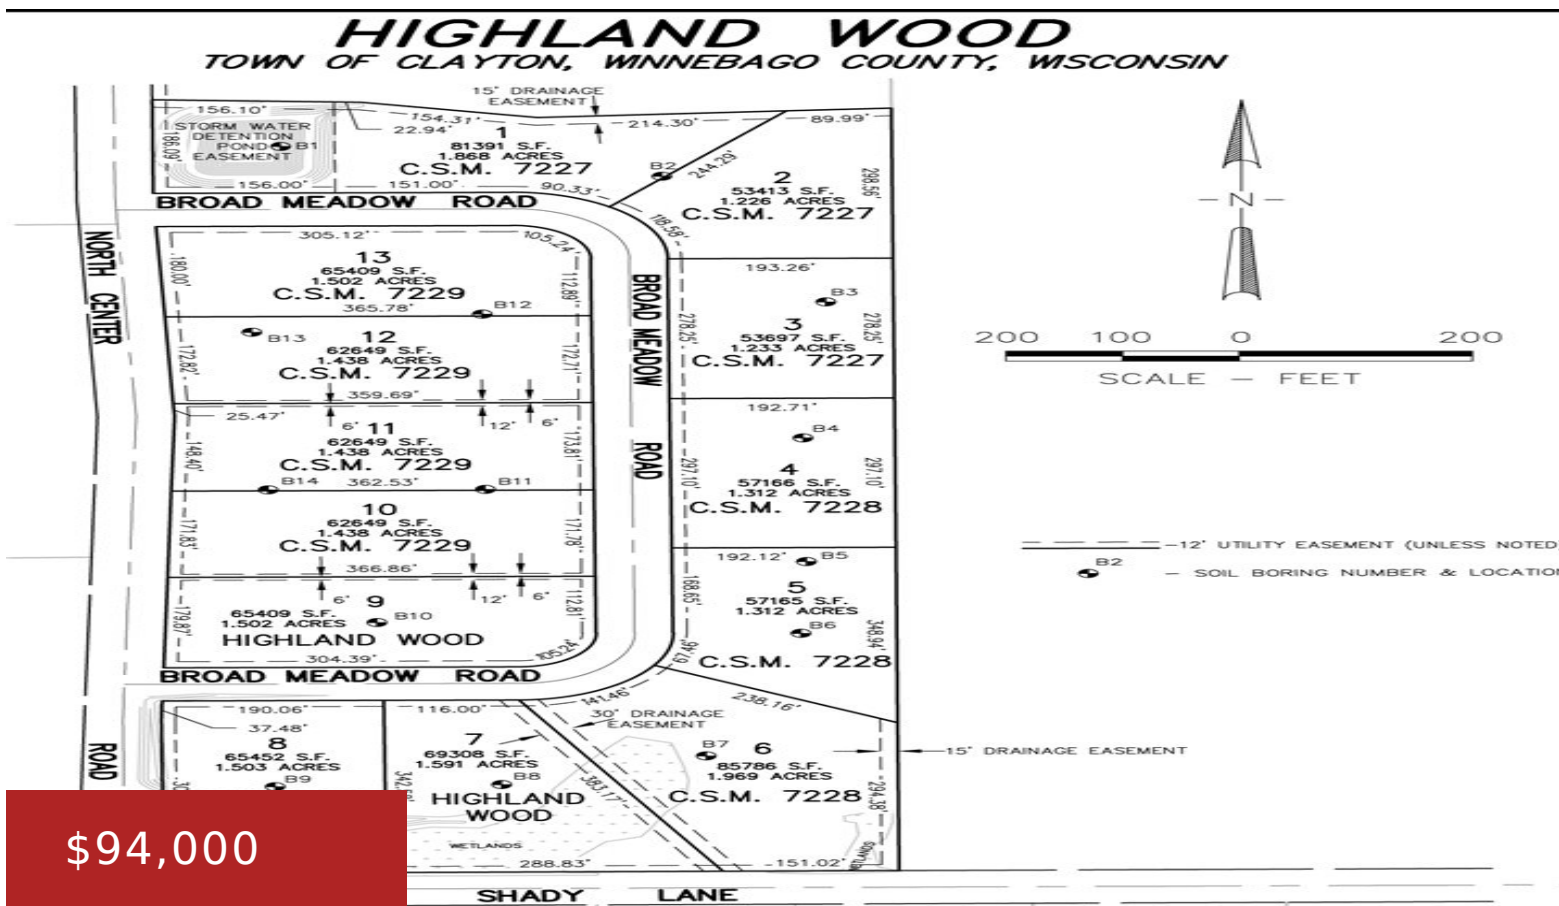 HIGHLAND WOOD
TOWN OF CLAYTON, WINNEBAGO COUNTY, WISCONSIN
15' DRAINAGE
EASEMENT
156.10'
154.31'
22.94'
214.30'
89.99'
STORM WATER
DETENTION
POND
EASEMENT
B1
186.09'
1
81391 S.F.
1.868 ACRES
C.S.M. 7227
B2
244.29'
2
53413 S.F.
1.226 ACRES
C.S.M. 7227
298.56'
156.00'
151.00'
90.33'
118.58'
BROAD MEADOW ROAD
NORTH CENTER
ROAD
305.12'
105.24'
180.00'
13
65409 S.F.
1.502 ACRES
C.S.M. 7229
112.89'
365.78'
B12
B13
12
62649 S.F.
1.438 ACRES
C.S.M. 7229
172.82'
172.71'
359.69'
25.47'
6'
12'
6'
11
62649 S.F.
1.438 ACRES
C.S.M. 7229
148.40'
173.81'
B14
362.53'
B11
10
62649 S.F.
1.438 ACRES
C.S.M. 7229
171.83'
171.78'
366.86'
6'
12'
6'
9
65409 S.F.
1.502 ACRES
B10
HIGHLAND WOOD
179.87'
112.81'
304.39'
105.24'
BROAD MEADOW ROAD
BROAD MEADOW
ROAD
193.26'
B3
3
53697 S.F.
1.233 ACRES
C.S.M. 7227
278.25'
278.25'
192.71'
B4
4
57166 S.F.
1.312 ACRES
C.S.M. 7228
297.10'
297.10'
192.12'
B5
5
57165 S.F.
1.312 ACRES
B6
C.S.M. 7228
168.65'
348.94'
67.46'
141.46'
238.16'
190.06'
37.48'
8
65452 S.F.
1.503 ACRES
B9
116.00'
7
69308 S.F.
1.591 ACRES
B8
HIGHLAND
WOOD
WETLANDS
30' DRAINAGE
EASEMENT
383.17'
B7
6
85786 S.F.
1.969 ACRES
C.S.M. 7228
294.38'
15' DRAINAGE EASEMENT
288.83'
151.02'
WETLANDS
SHADY LANE
N
200 100 0 200
SCALE - FEET
12' UTILITY EASEMENT (UNLESS NOTED
B2
- SOIL BORING NUMBER & LOCATION
$94,000